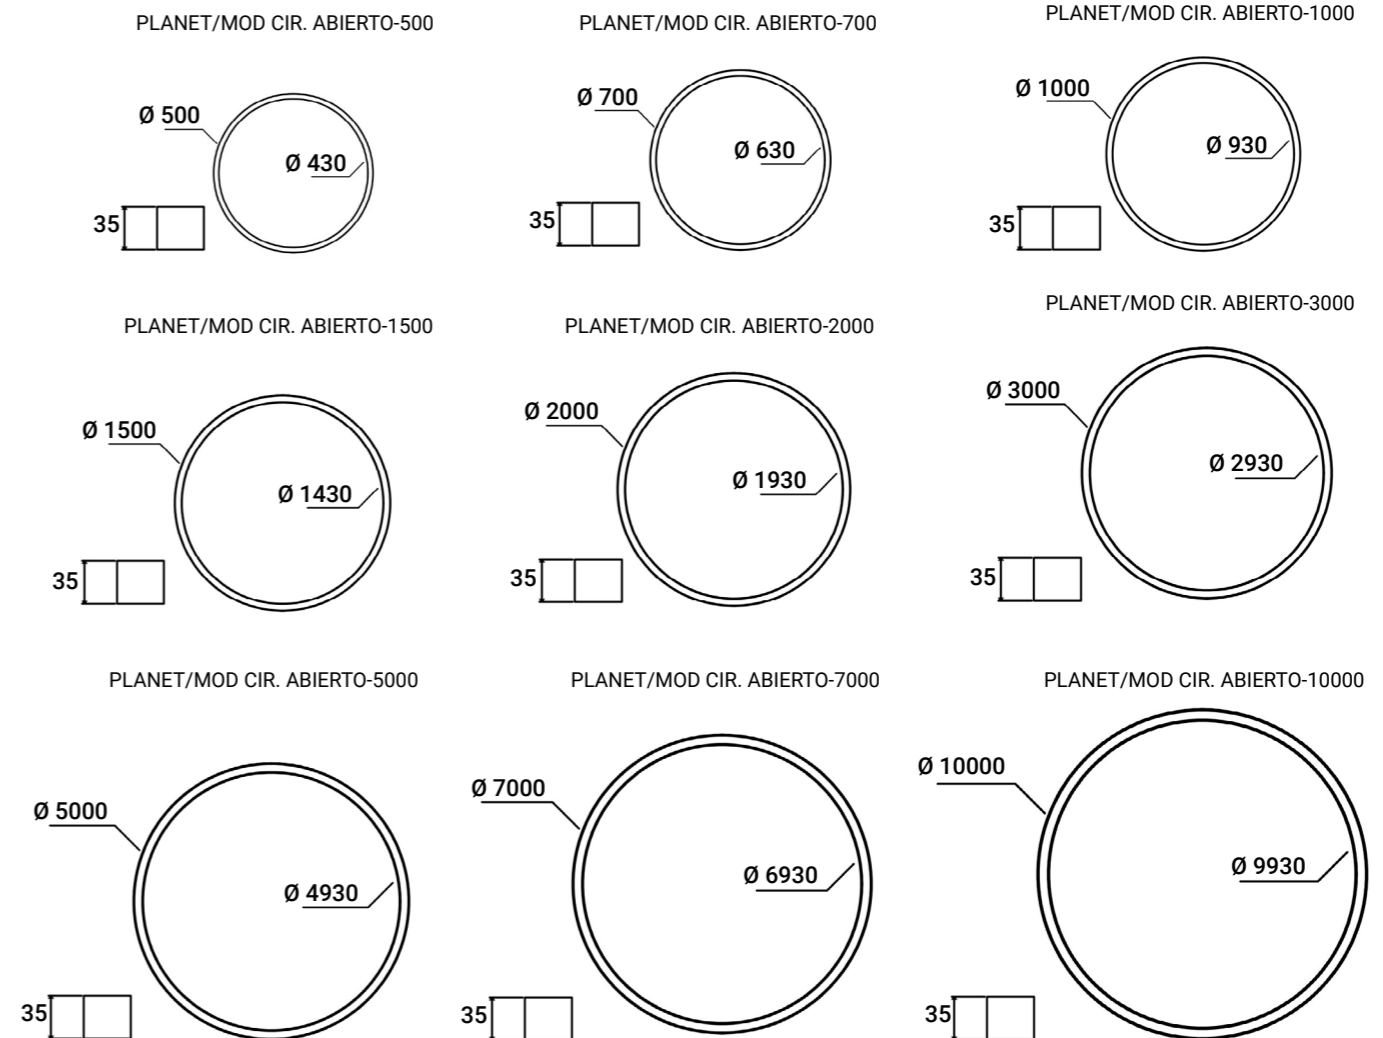 PLANET/MOD CIR. ABIERTO-500
Ø 500
Ø 430
35
PLANET/MOD CIR. ABIERTO-700
Ø 700
Ø 630
35
PLANET/MOD CIR. ABIERTO-1000
Ø 1000
Ø 930
35
PLANET/MOD CIR. ABIERTO-1500
Ø 1500
Ø 1430
35
PLANET/MOD CIR. ABIERTO-2000
Ø 2000
Ø 1930
35
PLANET/MOD CIR. ABIERTO-3000
Ø 3000
Ø 2930
35
PLANET/MOD CIR. ABIERTO-5000
Ø 5000
Ø 4930
35
PLANET/MOD CIR. ABIERTO-7000
Ø 7000
Ø 6930
35
PLANET/MOD CIR. ABIERTO-10000
Ø 10000
Ø 9930
35